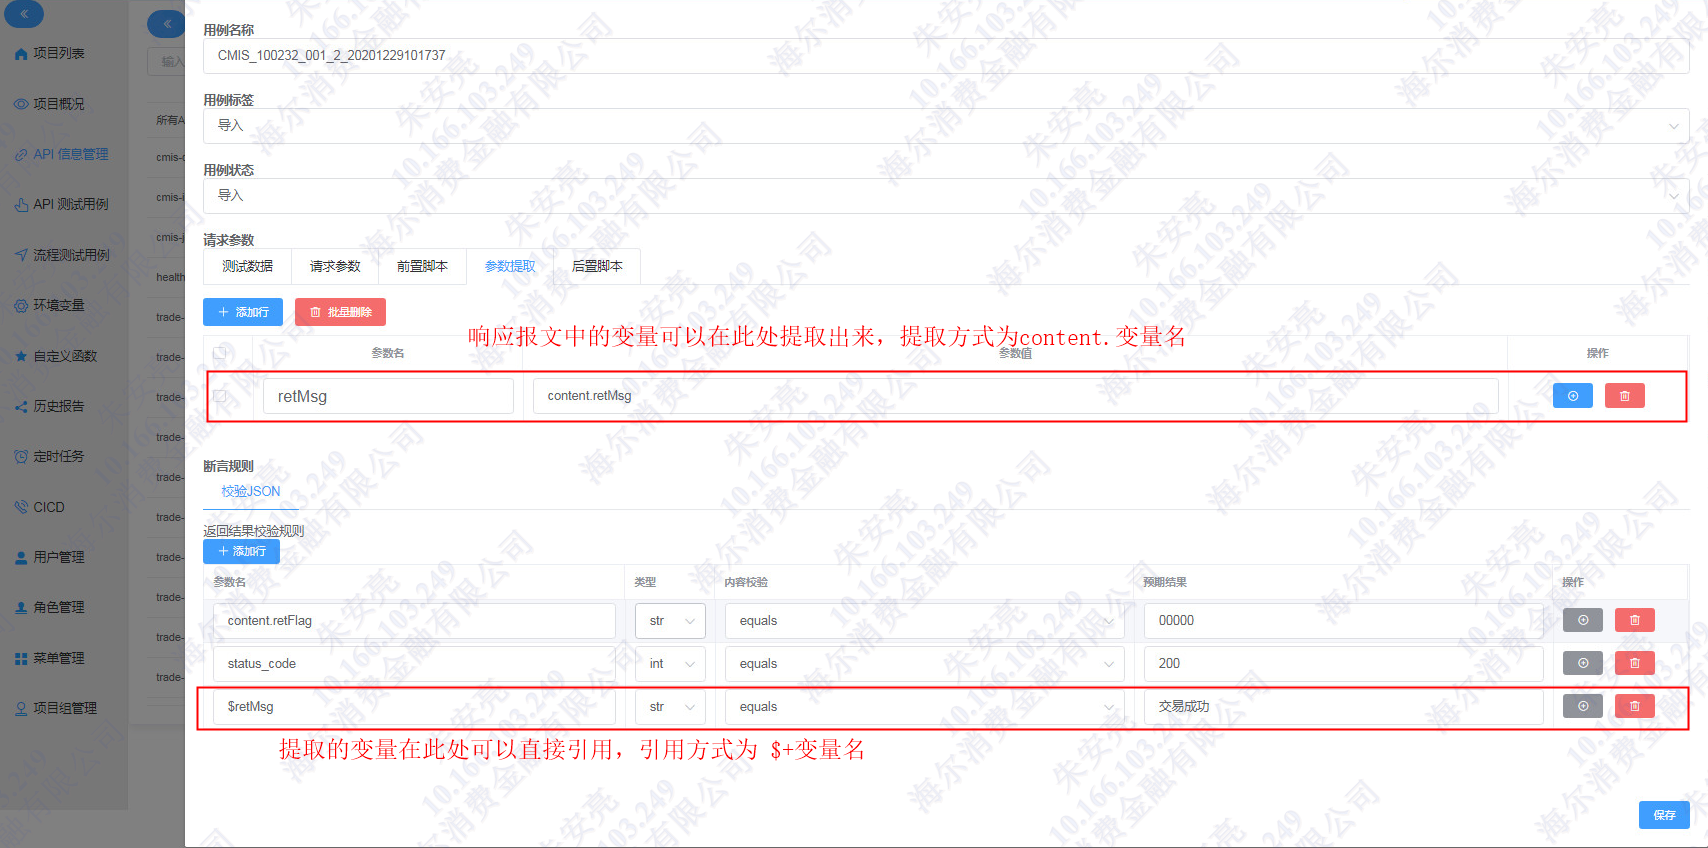 项目列表
项目概况
API 信息管理
API 测试用例
流程测试用例
环境变量
自定义函数
历史报告
定时任务
CICD
用户管理
角色管理
菜单管理
项目组管理
输入
所有A
cmis-
cmis-i
cmis-j
health
trade-
trade-
trade-
trade-
trade-
trade-
trade-
trade-
trade-
trade-
用例名称
CMIS_100232_001_2_20201229101737
用例标签
导入
用例状态
导入
请求参数
测试数据 请求参数 前置脚本 参数提取 后置脚本
添加行 批量删除
响应报文中的变量可以在此处提取出来，提取方式为content.变量名
参数名 参数值 操作
retMsg content.retMsg
断言规则
校验JSON
返回结果校验规则
添加行
参数名 类型 内容校验 预期结果 操作
content.retFlag str equals 00000
status_code int equals 200
$retMsg str equals 交易成功
提取的变量在此处可以直接引用，引用方式为 $+变量名
保存
朱安亮
10.166.103.249
海尔消费金融有限公司